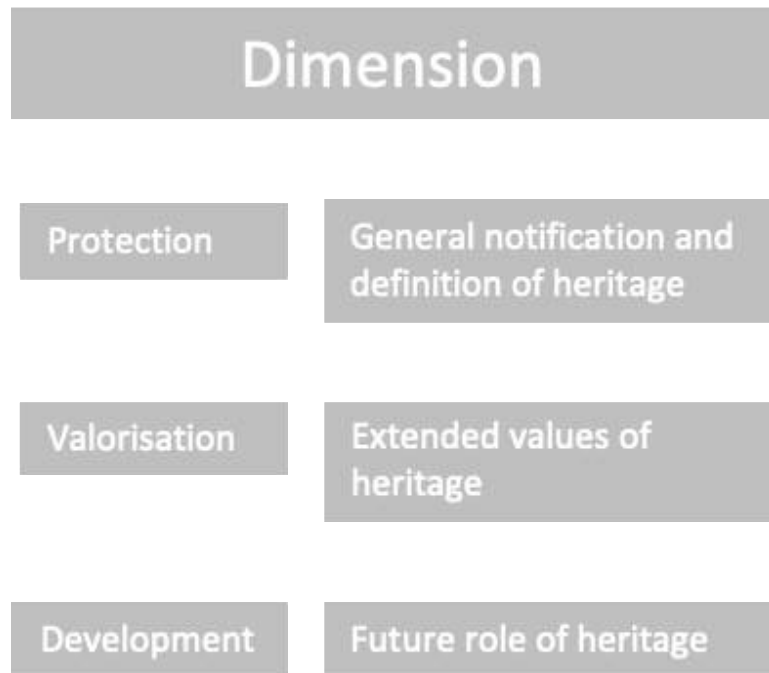 Dimension
Protection
General notification and
definition of heritage
Valorisation
Extended values of
heritage
Development
Future role of heritage